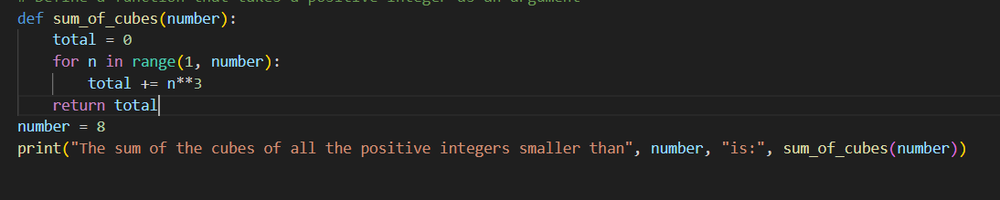 # Define a function that takes a positive integer as an argument
def sum_of_cubes(number):
    total = 0
    for n in range(1, number):
        total += n**3
    return total
number = 8
print("The sum of the cubes of all the positive integers smaller than", number, "is:", sum_of_cubes(number))